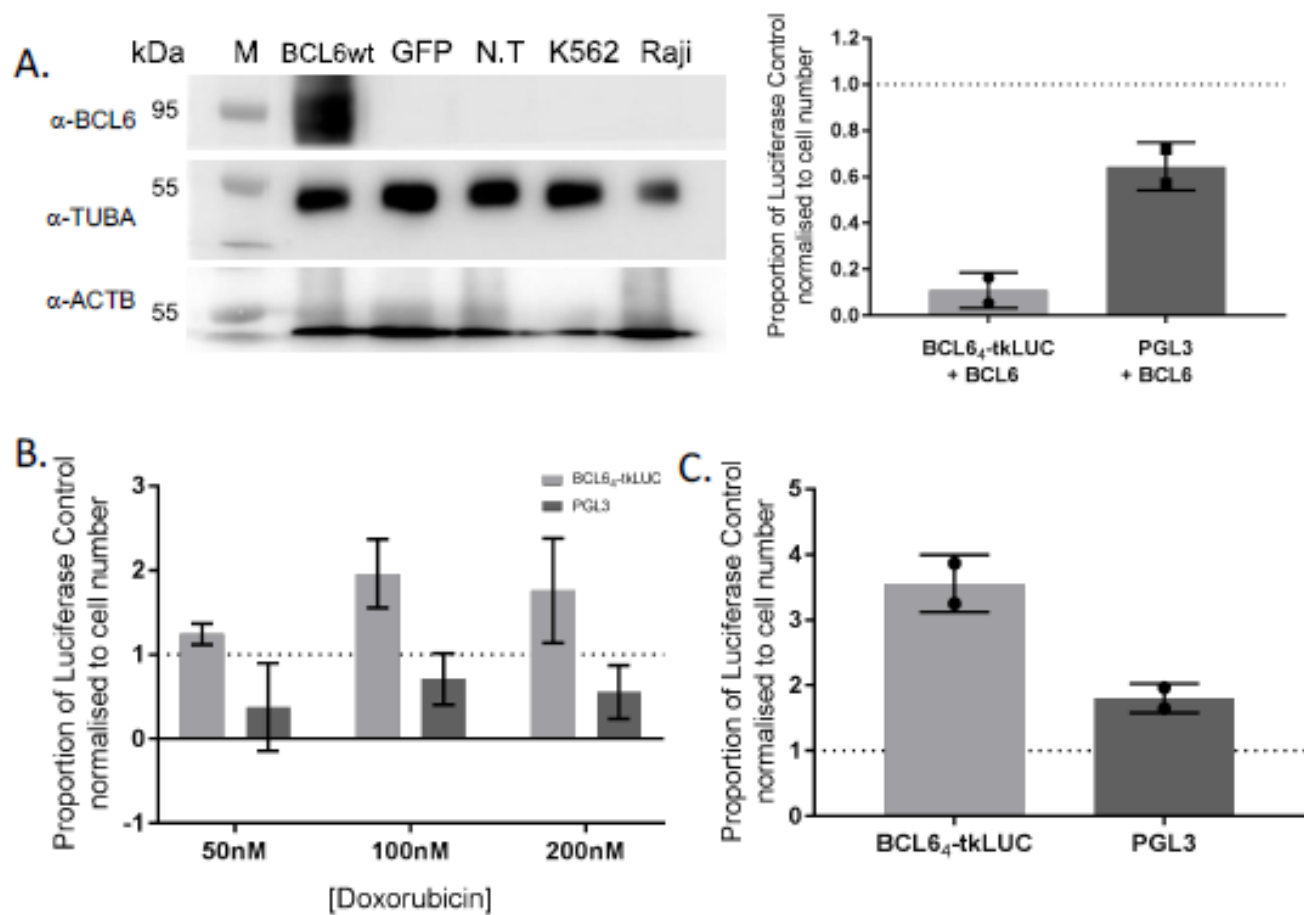 A.
kDa M BCL6wt GFP N.T K562 Raji
α-BCL6
95
α-TUBA
55
α-ACTB
55
Proportion of Luciferase Control
normalised to cell number
1.2
1.0
0.8
0.6
0.4
0.2
0.0
BCL6₄-tkLUC
+ BCL6
PGL3
+ BCL6
B.
Proportion of Luciferase Control
normalised to cell number
3
2
1
0
-1
BCL6₄-tkLUC
PGL3
50nM 100nM 200nM
[Doxorubicin]
C.
Proportion of Luciferase Control
normalised to cell number
5
4
3
2
1
0
BCL6₄-tkLUC PGL3